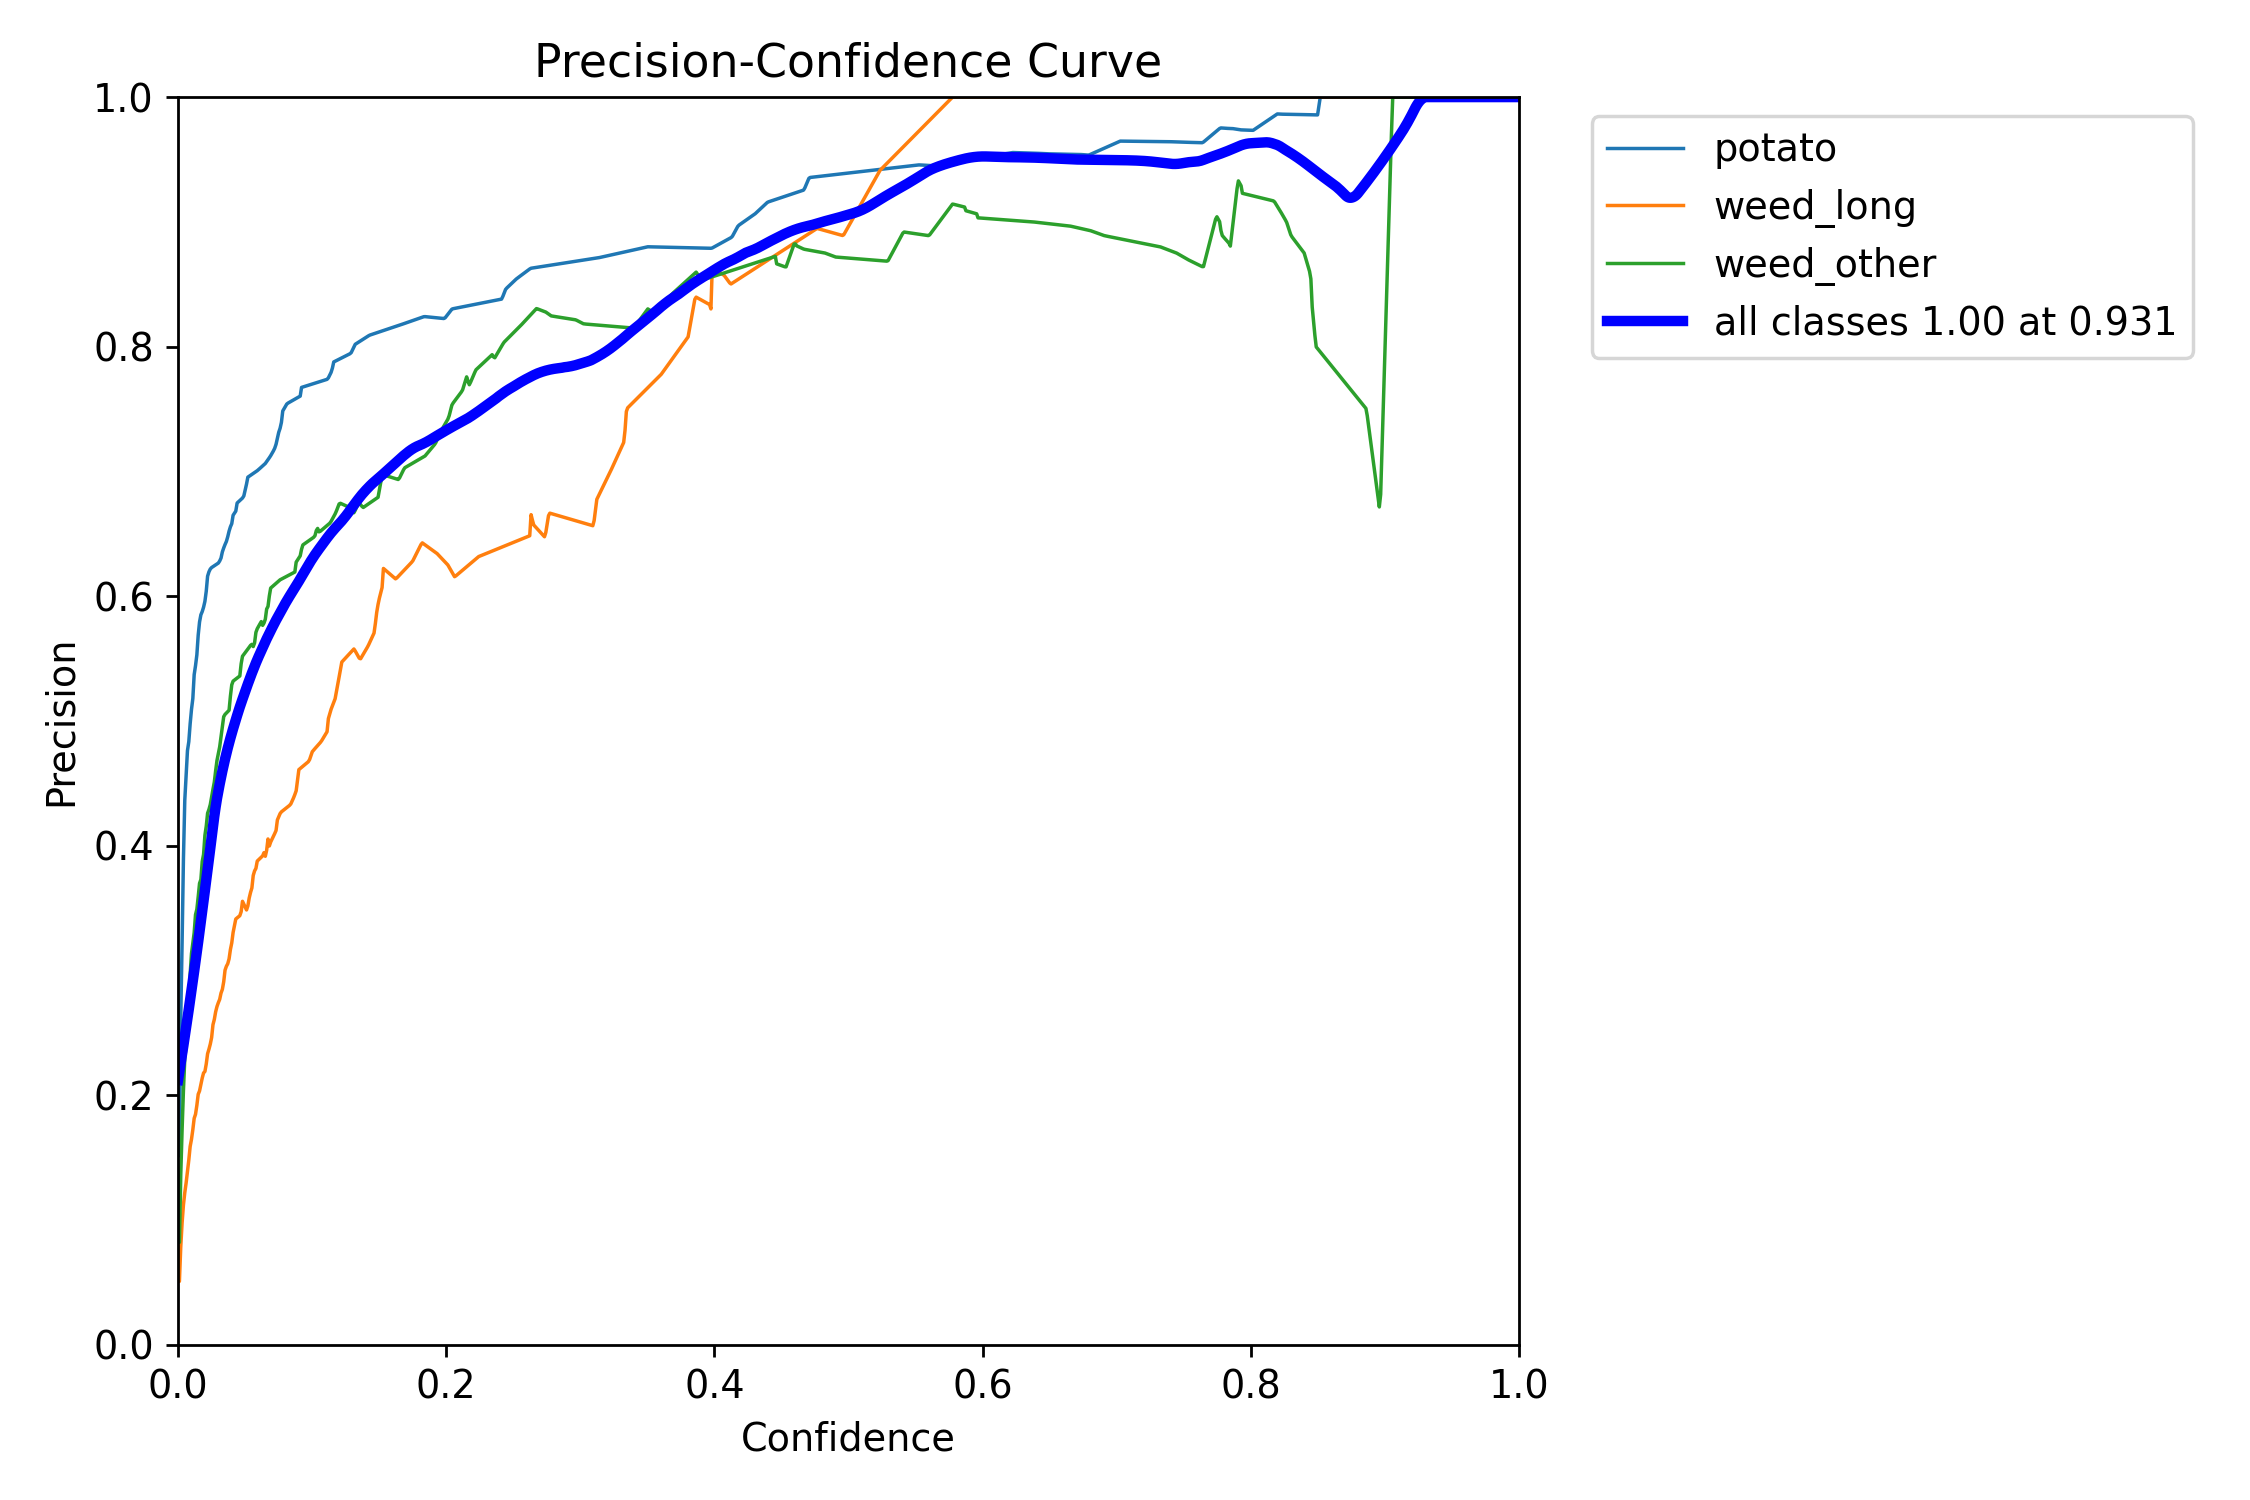 Precision-Confidence Curve
1.0
0.8
0.6
0.4
0.2
0.0
Precision
0.0 0.2 0.4 0.6 0.8 1.0
Confidence
potato
weed_long
weed_other
all classes 1.00 at 0.931